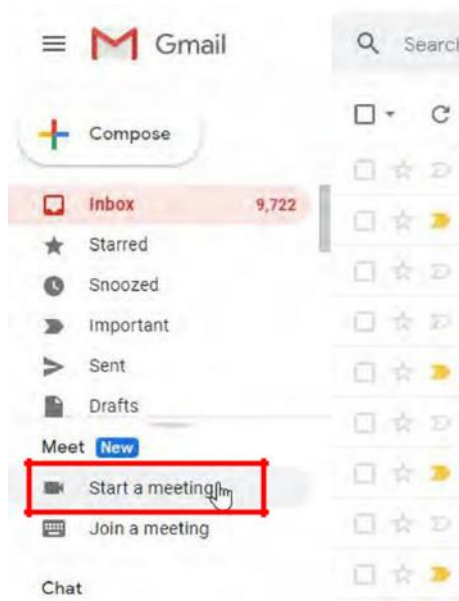 Gmail
Search
Compose
Inbox 9,722
Starred
Snoozed
Important
Sent
Drafts
Meet New
Start a meeting
Join a meeting
Chat